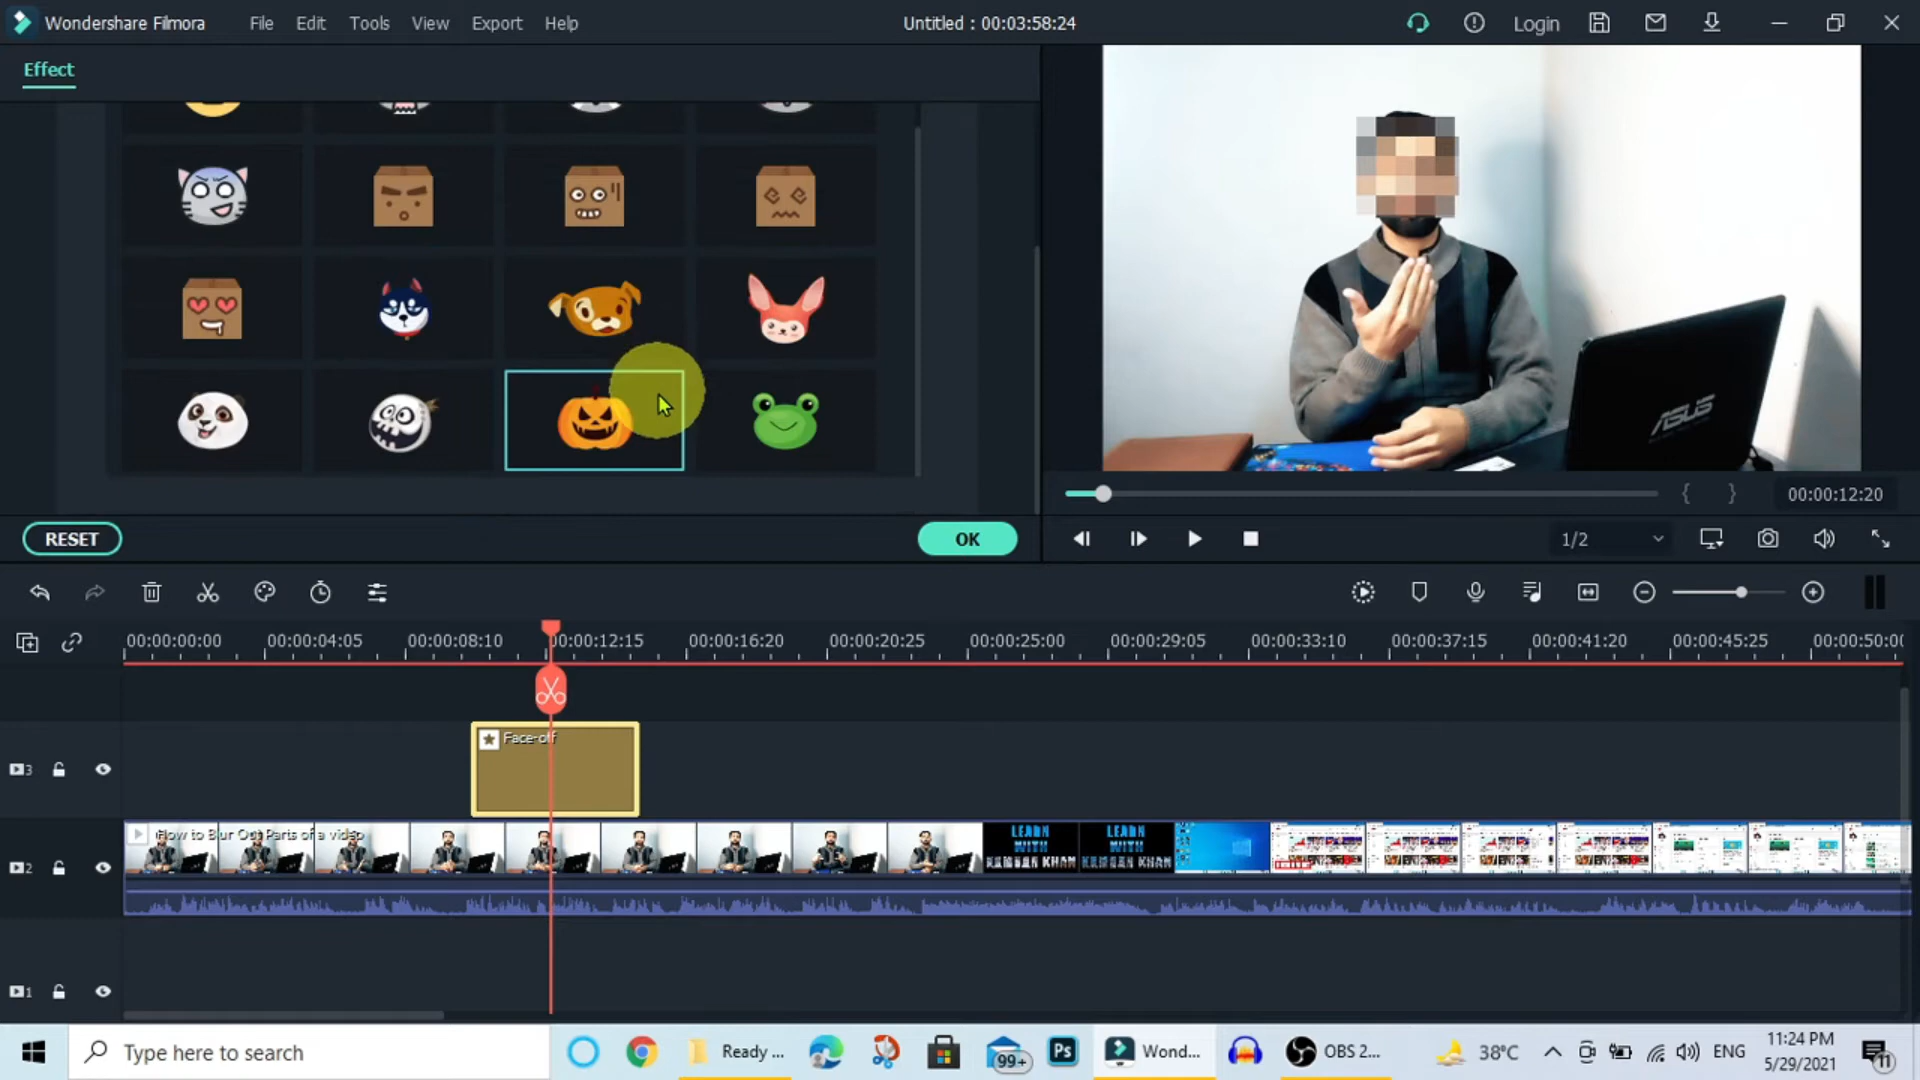 Wondershare Filmora
File
Edit
Tools
View
Export
Help
Untitled : 00:03:58:24
Login
Effect
ASUS
RESET
OK
00:00:12:20
1/2
00:00:00:00
00:00:04:05
00:00:08:10
00:00:12:15
00:00:16:20
00:00:20:25
00:00:25:00
00:00:29:05
00:00:33:10
00:00:37:15
00:00:41:20
00:00:45:25
00:00:50:0
Face-off
3
How to Blur Out Parts of a video
LEARN WITH KAMRAN KHAN
LEARN WITH KAMRAN KHAN
2
1
Type here to search
Ready ...
99+
Ps
Wond...
OBS 2...
38°C
ENG
11:24 PM
5/29/2021
11